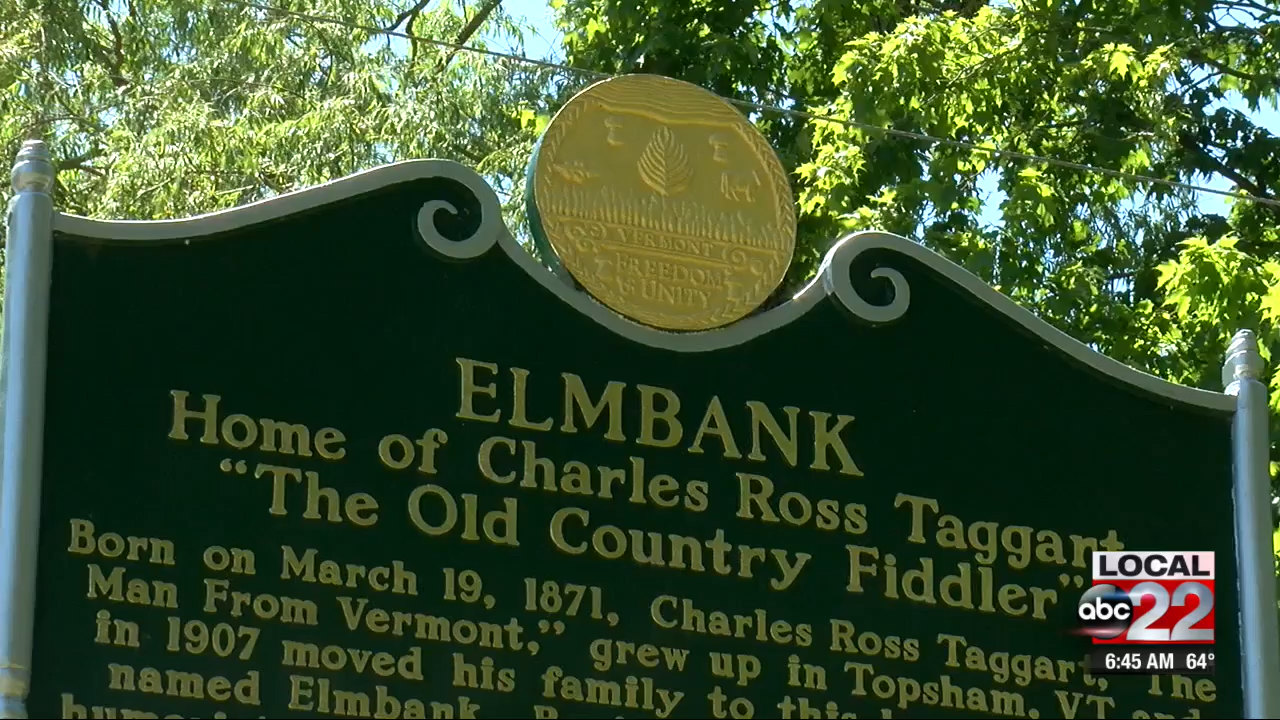 VERMONT
FREEDOM
& UNITY
ELMBANK
Home of Charles Ross Taggart
“The Old Country Fiddler”
Born on March 19, 1871, Charles Ross Taggart, “The
Man From Vermont,” grew up in Topsham, VT and
in 1907 moved his family to this
named Elmbank.
LOCAL
abc 22
6:45 AM 64°